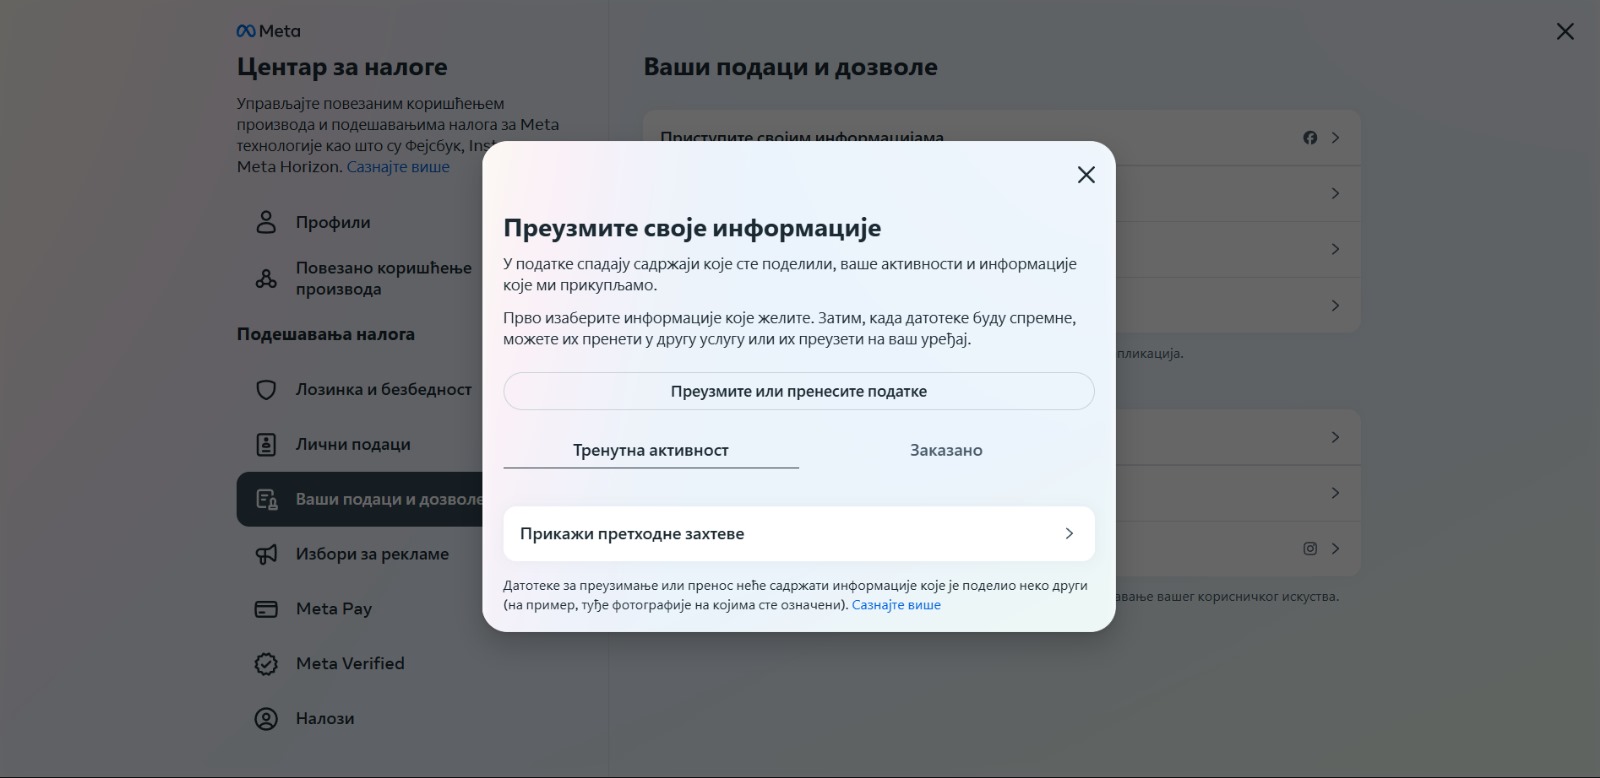 Meta
Центар за налоге
Управљајте повезаним коришћењем
производа и подешавањима налога за Meta
технологије као што су Фејсбук, Inst
Meta Horizon. Сазнајте више
Профили
Повезано коришћење
производа
Подешавања налога
Лозинка и безбедност
Лични подаци
Ваши подаци и дозволе
Избори за рекламе
Meta Pay
Meta Verified
Налози
Ваши подаци и дозволе
Приступите својим информацијама
пликација.
авање вашег корисничког искуства.
Преузмите своје информације
У податке спадају садржаји које сте поделили, ваше активности и информације
које ми прикупљамо.
Прво изаберите информације које желите. Затим, када датотеке буду спремне,
можете их пренети у другу услугу или их преузети на ваш уређај.
Преузмите или пренесите податке
Тренутна активност
Заказано
Прикажи претходне захтеве
Датотеке за преузимање или пренос неће садржати информације које је поделио неко други
(на пример, туђе фотографије на којима сте означени). Сазнајте више